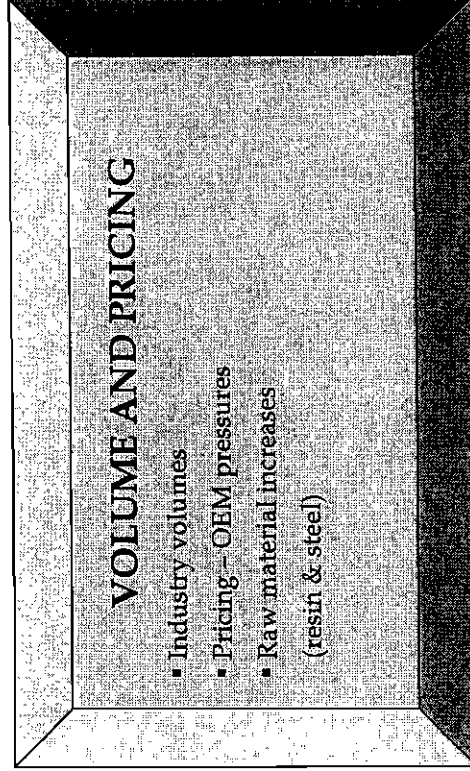 VOLUME AND PRICING
▪ Industry volumes
▪ Pricing – OEM pressures
▪ Raw material increases
(resin & steel)